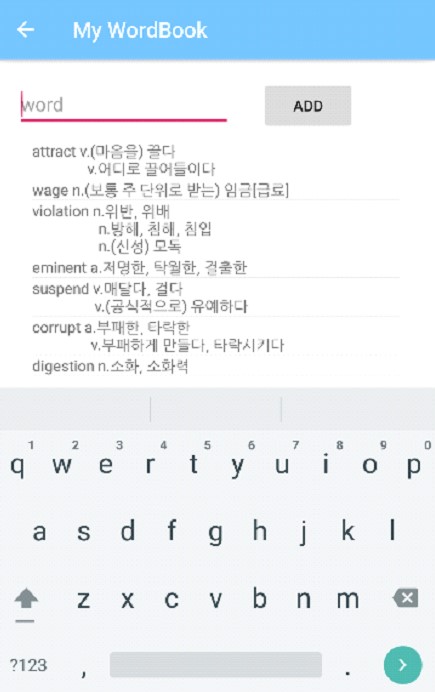 My WordBook
word
ADD
attract v.(마음을) 끌다
v.어디로 끌어들이다
wage n.(보통 주 단위로 받는) 임금[급료]
violation n.위반, 위배
n.방해, 침해, 침입
n.(신성) 모독
eminent a.저명한, 탁월한, 걸출한
suspend v.매달다, 걸다
v.(공식적으로) 유예하다
corrupt a.부패한, 타락한
v.부패하게 만들다, 타락시키다
digestion n.소화, 소화력
1 2 3 4 5 6 7 8 9 0
q w e r t y u i o p
a s d f g h j k l
z x c v b n m
?123 , .